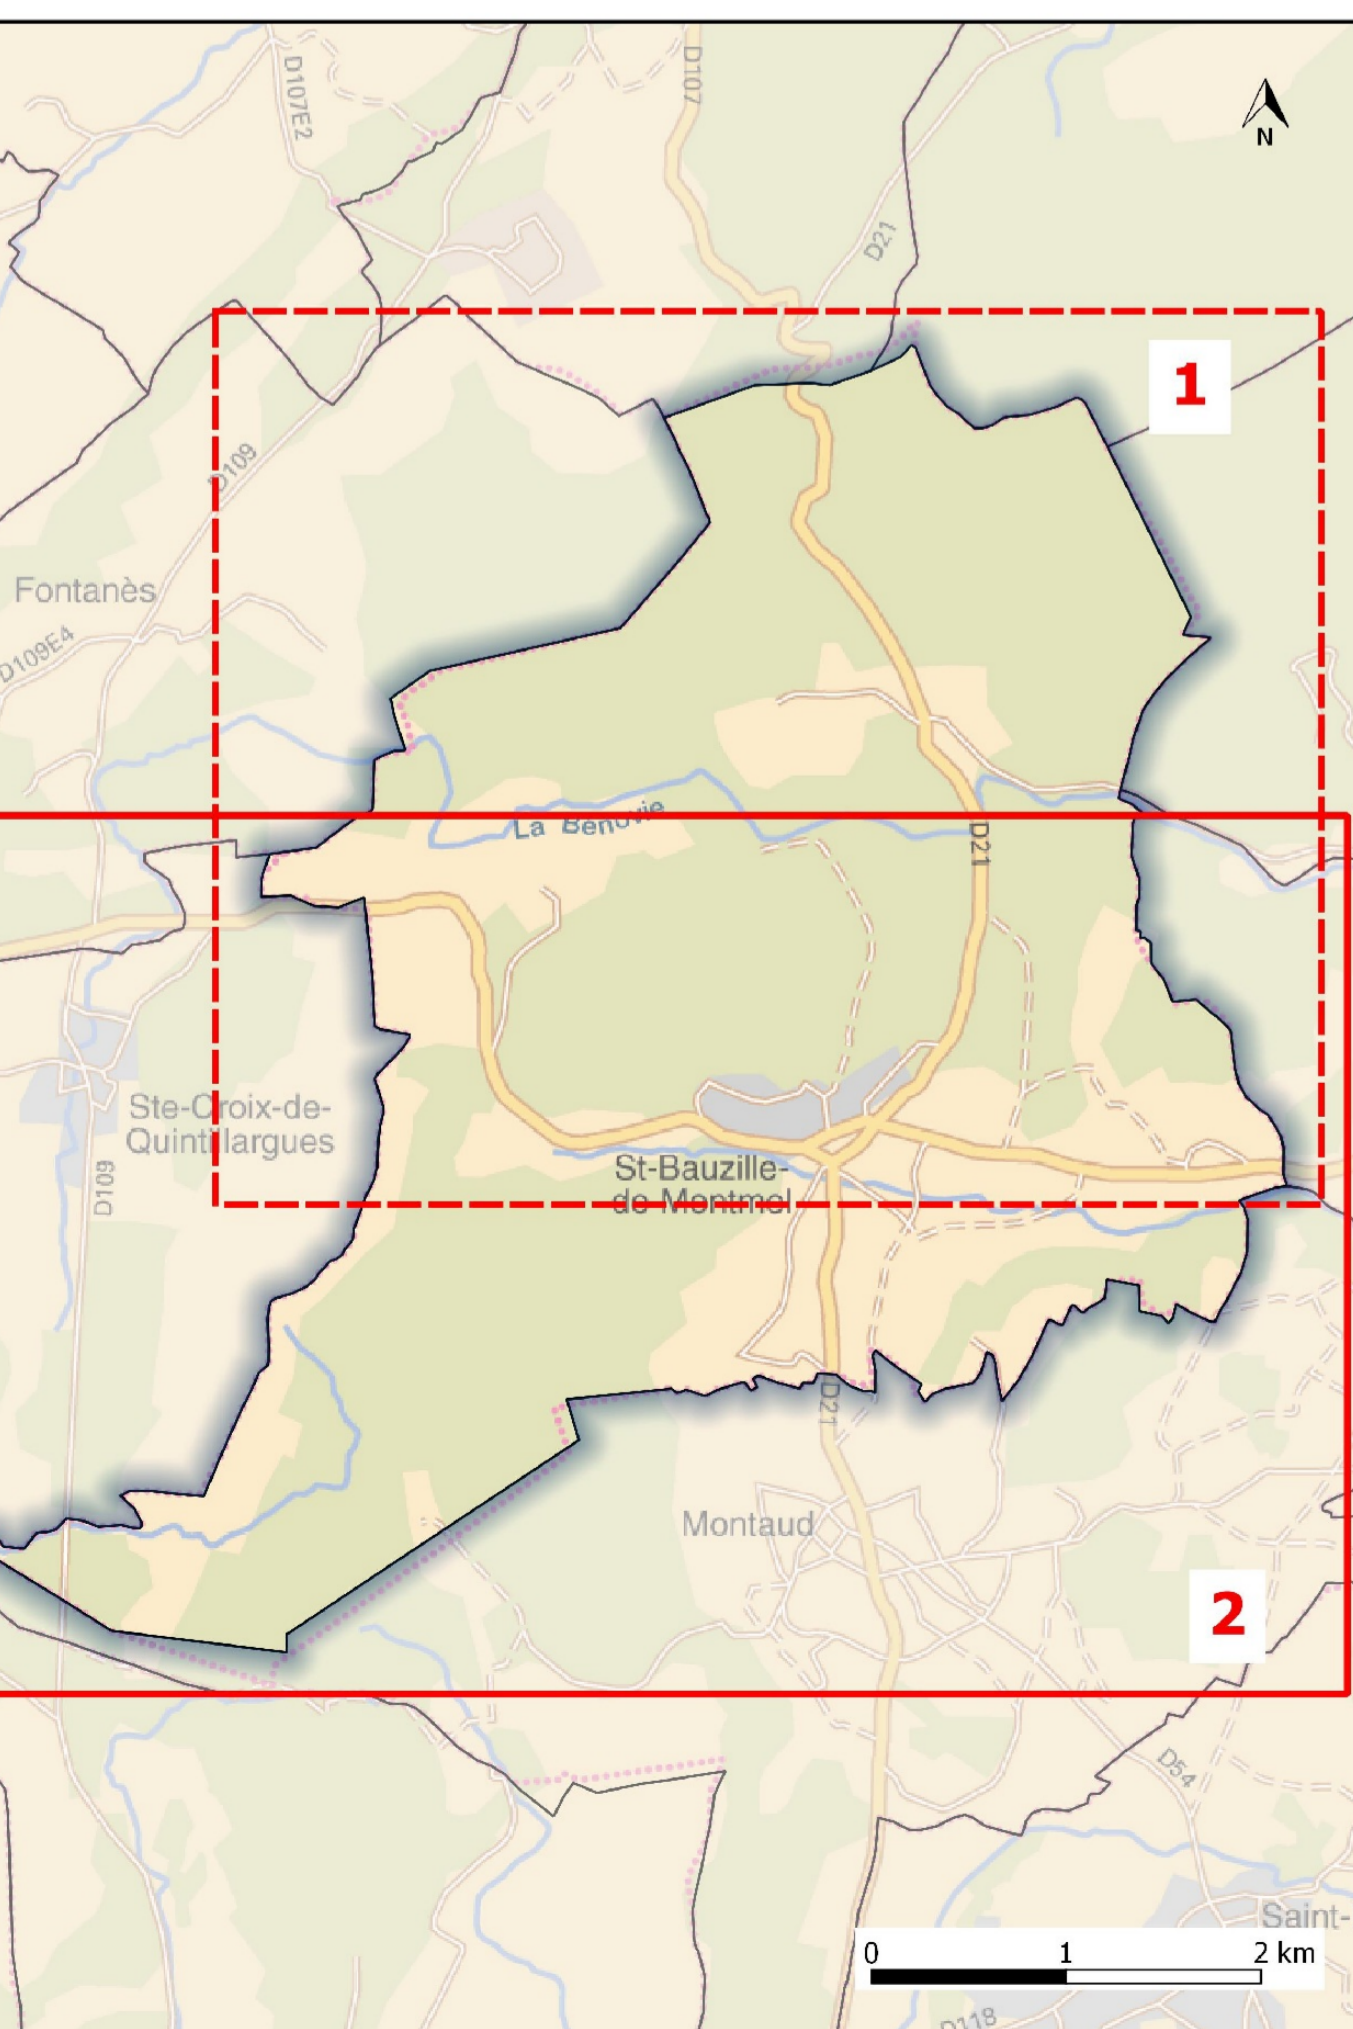 D107E2
D107
N
D21
1
D109
Fontanès
D109E4
La Bénovie
D21
Ste-Croix-de-
Quintillargues
D109
St-Bauzille-
de Montmel
D21
Montaud
2
D54
Saint-
0 1 2 km
D118